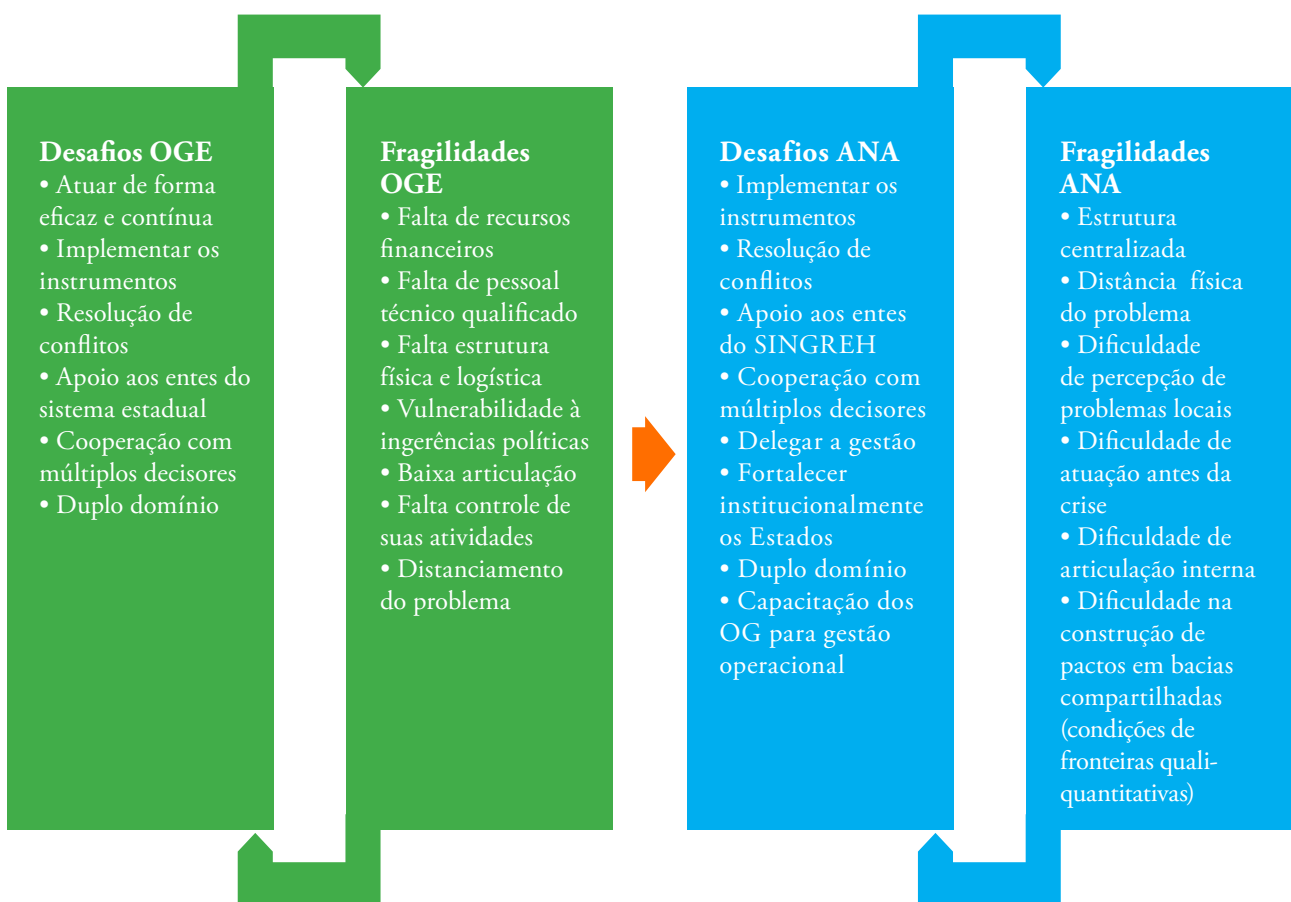 Desafios OGE
• Atuar de forma
eficaz e contínua
• Implementar os
instrumentos
• Resolução de
conflitos
• Apoio aos entes do
sistema estadual
• Cooperação com
múltiplos decisores
• Duplo domínio
Fragilidades
OGE
• Falta de recursos
financeiros
• Falta de pessoal
técnico qualificado
• Falta estrutura
física e logística
• Vulnerabilidade à
ingerências políticas
• Baixa articulação
• Falta controle de
suas atividades
• Distanciamento
do problema
Desafios ANA
• Implementar os
instrumentos
• Resolução de
conflitos
• Apoio aos entes
do SINGREH
• Cooperação com
múltiplos decisores
• Delegar a gestão
• Fortalecer
institucionalmente
os Estados
• Duplo domínio
• Capacitação dos
OG para gestão
operacional
Fragilidades
ANA
• Estrutura
centralizada
• Distância física
do problema
• Dificuldade
de percepção de
problemas locais
• Dificuldade de
atuação antes da
crise
• Dificuldade de
articulação interna
• Dificuldade na
construção de
pactos em bacias
compartilhadas
(condições de
fronteiras quali-
quantitativas)